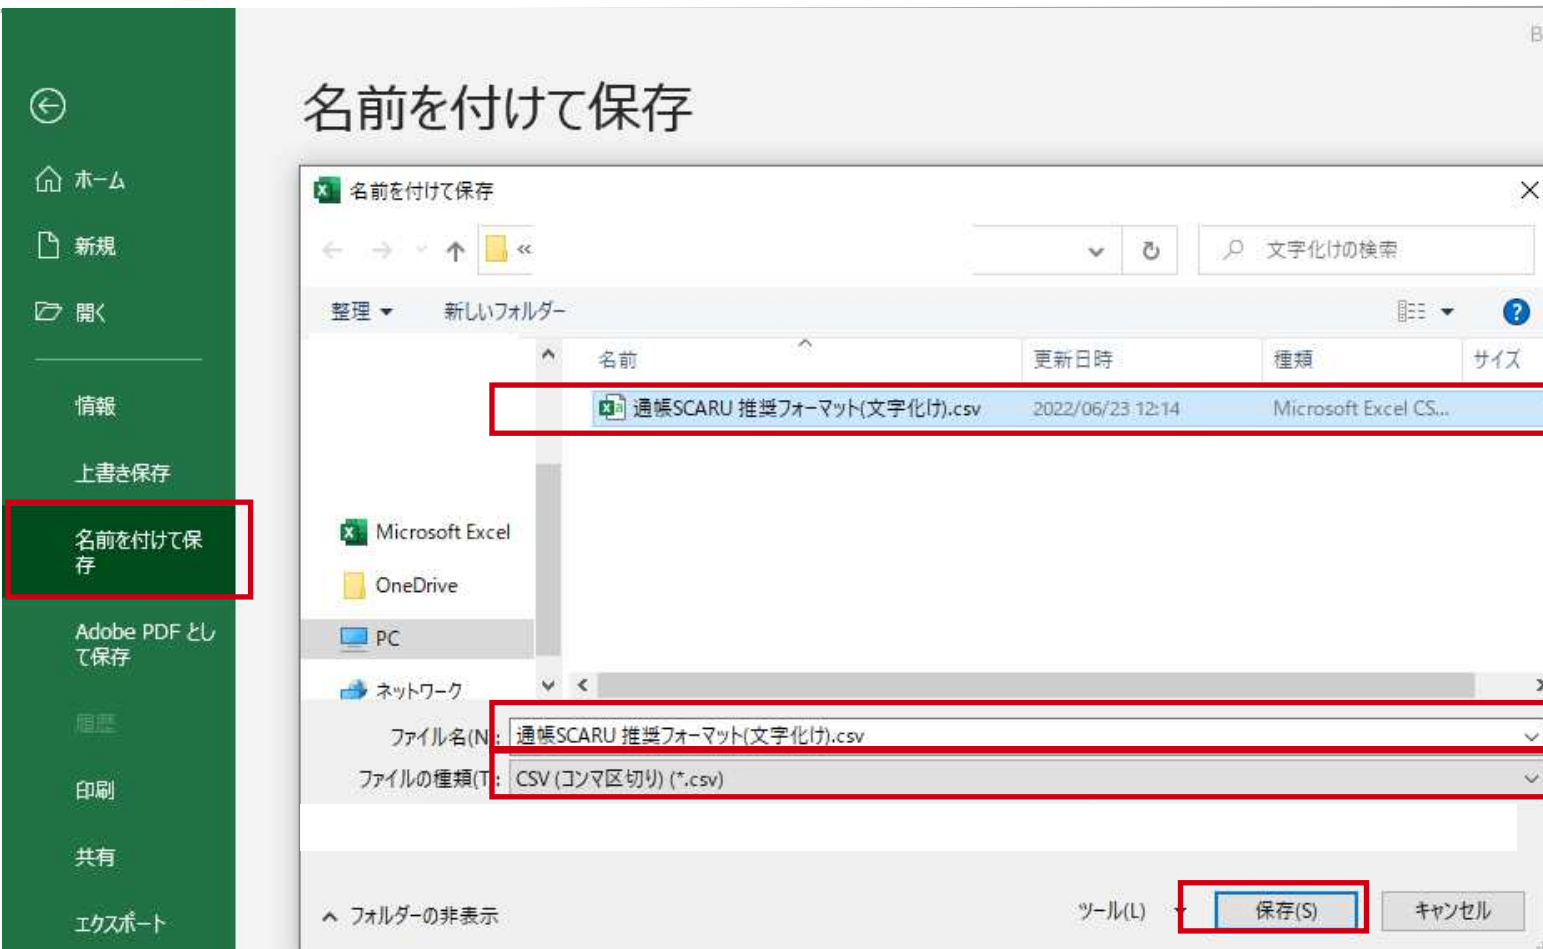 B
名前を付けて保存
ホーム
新規
開く
情報
上書き保存
名前を付けて保
存
Adobe PDF とし
て保存
履歴
印刷
共有
エクスポート
名前を付けて保存
«
文字化けの検索
整理
新しいフォルダー
名前
更新日時
種類
サイズ
通帳SCARU 推奨フォーマット(文字化け).csv
2022/06/23 12:14
Microsoft Excel CS...
Microsoft Excel
OneDrive
PC
ネットワーク
ファイル名(N):
通帳SCARU 推奨フォーマット(文字化け).csv
ファイルの種類(T):
CSV (コンマ区切り) (*.csv)
フォルダーの非表示
ツール(L)
保存(S)
キャンセル